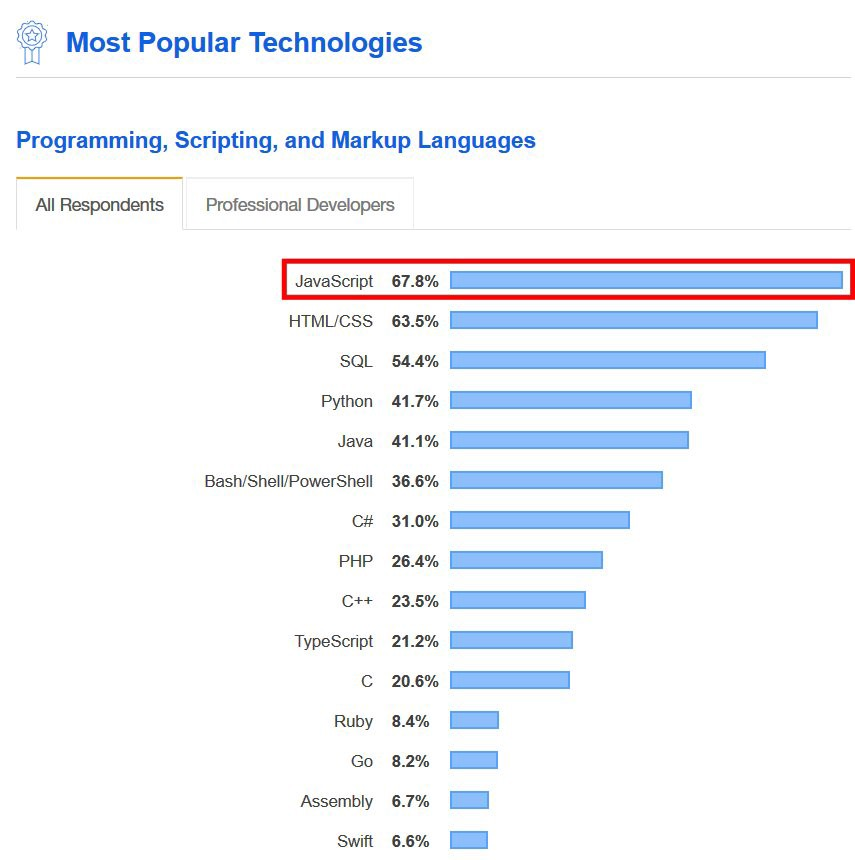 Most Popular Technologies
Programming, Scripting, and Markup Languages
All Respondents Professional Developers
JavaScript 67.8%
HTML/CSS 63.5%
SQL 54.4%
Python 41.7%
Java 41.1%
Bash/Shell/PowerShell 36.6%
C# 31.0%
PHP 26.4%
C++ 23.5%
TypeScript 21.2%
C 20.6%
Ruby 8.4%
Go 8.2%
Assembly 6.7%
Swift 6.6%